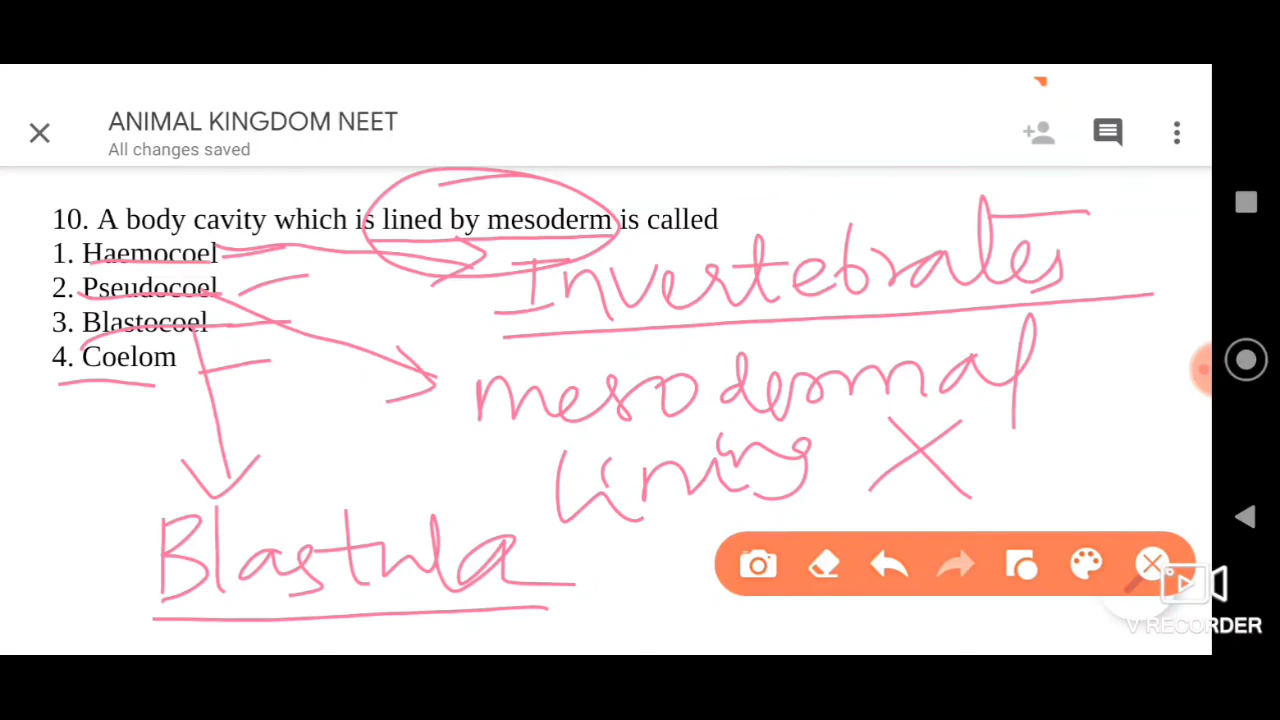 ANIMAL KINGDOM NEET
All changes saved
10. A body cavity which is lined by mesoderm is called
1. Haemocoel
2. Pseudocoel
3. Blastocoel
4. Coelom
Invertebrates
mesodermal
lining X
Blastula
V RECORDER